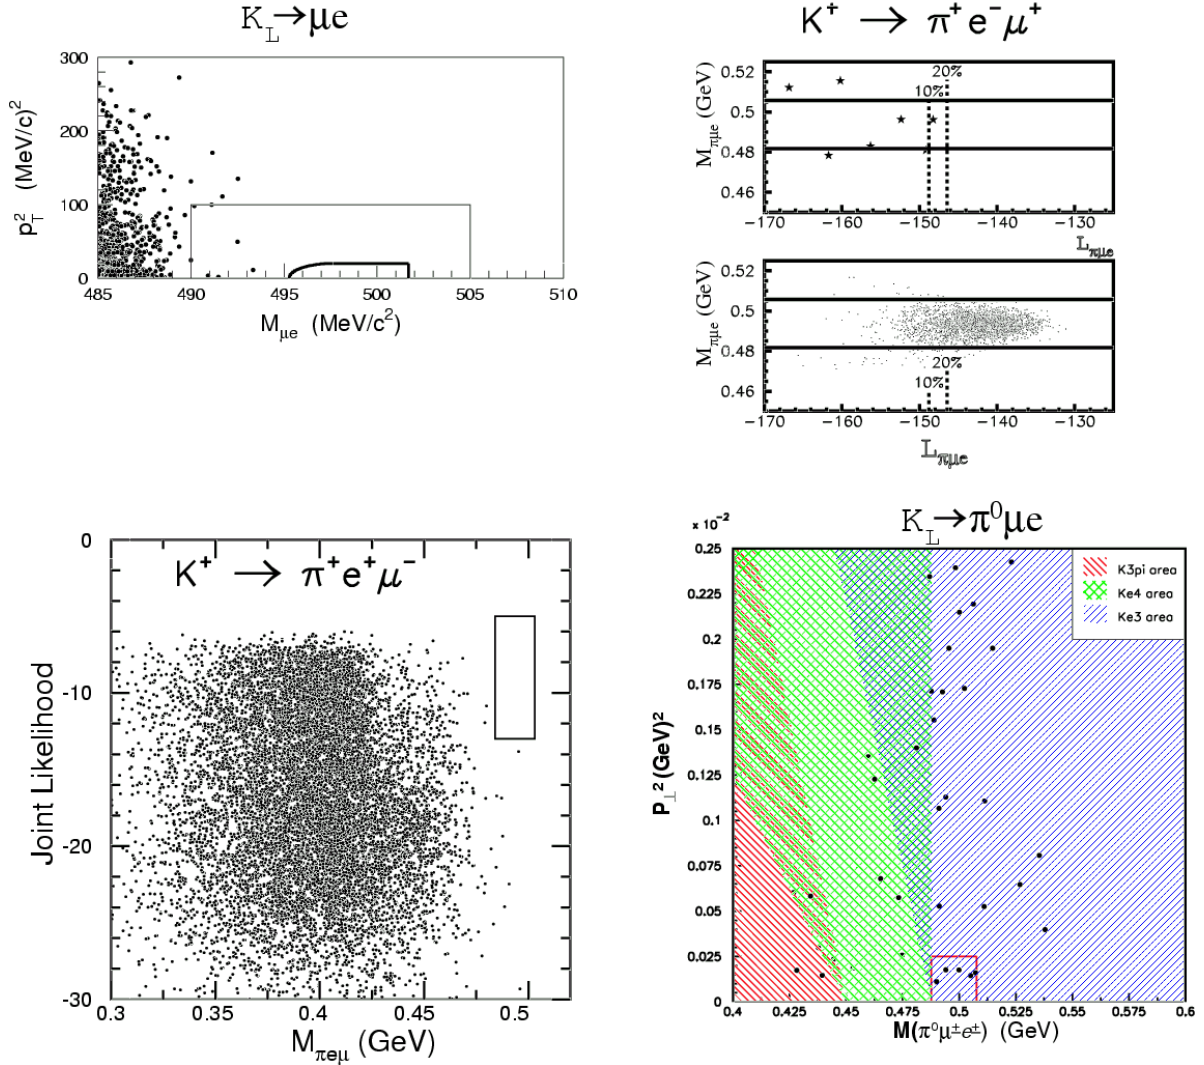 K_L→μe
300
200
100
0
p_T^2 (MeV/c)^2
485 490 495 500 505 510
M_μe (MeV/c^2)
K^+ → π^+ e^- μ^+
0.52
0.5
0.48
0.46
M_πμe (GeV)
20%
10%
−170 −160 −150 −140 −130
L_πμe
0.52
0.5
0.48
0.46
M_πμe (GeV)
20%
10%
−170 −160 −150 −140 −130
L_πμe
K^+ → π^+ e^+ μ^-
0
-10
-20
-30
Joint Likelihood
0.3 0.35 0.4 0.45 0.5
M_πeμ (GeV)
K_L→π^0μe
x 10^-2
0.25
0.225
0.2
0.175
0.15
0.125
0.1
0.075
0.05
0.025
0
P_⊥^2 (GeV)^2
K3pi area
Ke4 area
Ke3 area
0.4 0.425 0.45 0.475 0.5 0.525 0.55 0.575 0.6
M(π^0μ^±e^±) (GeV)